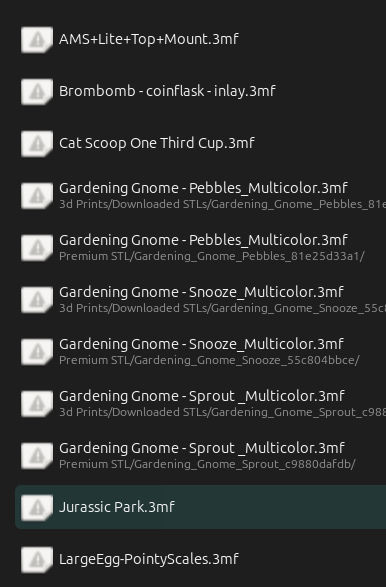 AMS+Lite+Top+Mount.3mf
Brombomb - coinflask - inlay.3mf
Cat Scoop One Third Cup.3mf
Gardening Gnome - Pebbles_Multicolor.3mf
3d Prints/Downloaded STLs/Gardening_Gnome_Pebbles_81e
Gardening Gnome - Pebbles_Multicolor.3mf
Premium STL/Gardening_Gnome_Pebbles_81e25d33a1/
Gardening Gnome - Snooze_Multicolor.3mf
3d Prints/Downloaded STLs/Gardening_Gnome_Snooze_55c8
Gardening Gnome - Snooze_Multicolor.3mf
Premium STL/Gardening_Gnome_Snooze_55c804bbce/
Gardening Gnome - Sprout _Multicolor.3mf
3d Prints/Downloaded STLs/Gardening_Gnome_Sprout_c988
Gardening Gnome - Sprout _Multicolor.3mf
Premium STL/Gardening_Gnome_Sprout_c9880dafdb/
Jurassic Park.3mf
LargeEgg-PointyScales.3mf